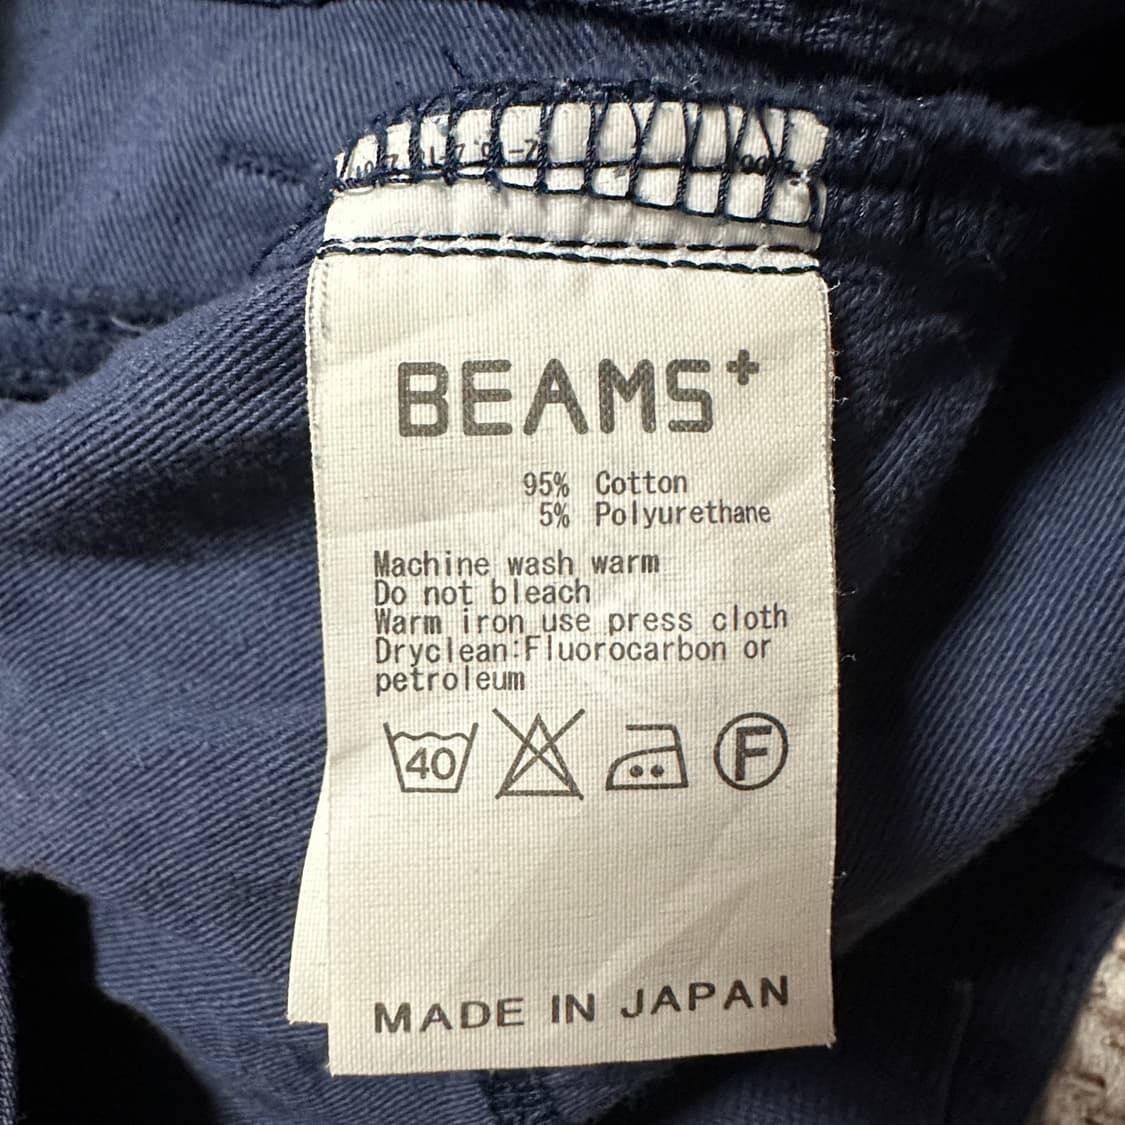 BEAMS+
95% Cotton
5% Polyurethane
Machine wash warm
Do not bleach
Warm iron use press cloth
Dryclean:Fluorocarbon or
petroleum
40 F
MADE IN JAPAN